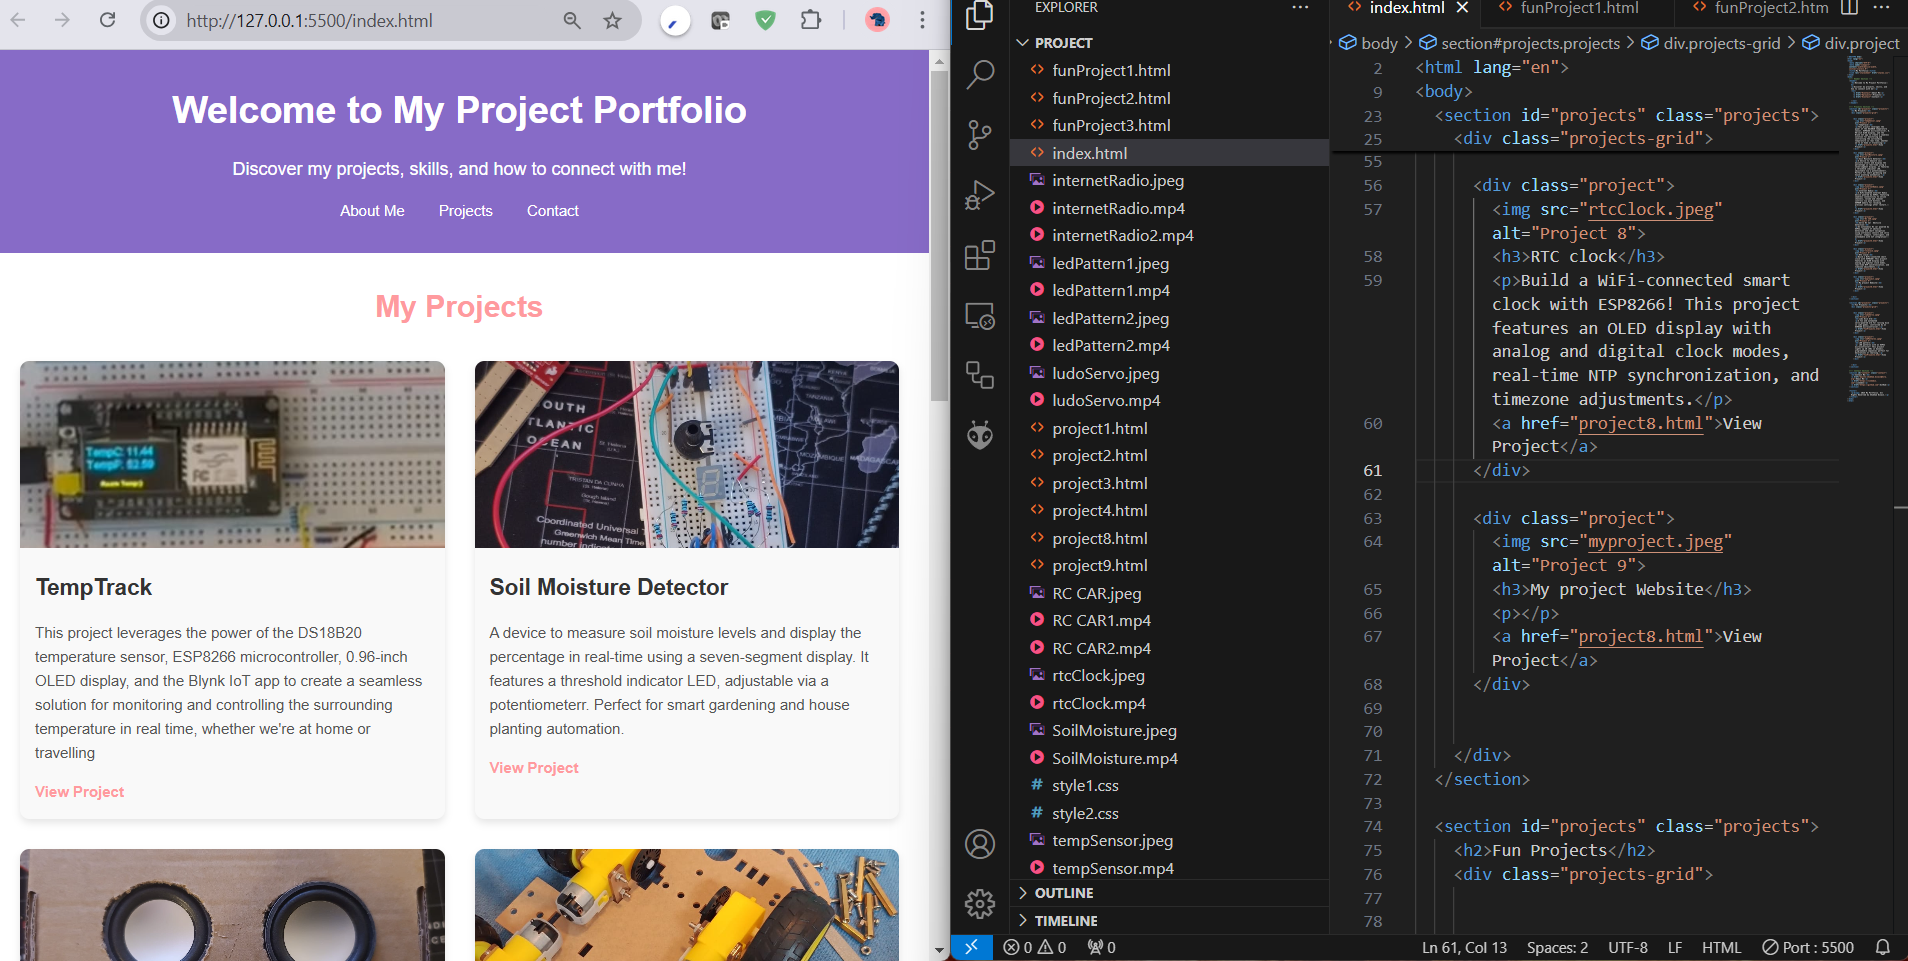 http://127.0.0.1:5500/index.html
Welcome to My Project Portfolio
Discover my projects, skills, and how to connect with me!
About Me Projects Contact
My Projects
TempC: 11.44
TempF: 52.59
Room Temp:)
SOUTH
ATLANTIC
OCEAN
TRISTAN DA CUNHA
Gough Island
Coordinated Universal
Greenwich Mean Time
number indica
TempTrack
This project leverages the power of the DS18B20
temperature sensor, ESP8266 microcontroller, 0.96-inch
OLED display, and the Blynk IoT app to create a seamless
solution for monitoring and controlling the surrounding
temperature in real time, whether we're at home or
travelling
View Project
Soil Moisture Detector
A device to measure soil moisture levels and display the
percentage in real-time using a seven-segment display. It
features a threshold indicator LED, adjustable via a
potentiometerr. Perfect for smart gardening and house
planting automation.
View Project
EXPLORER
PROJECT
funProject1.html
funProject2.html
funProject3.html
index.html
internetRadio.jpeg
internetRadio.mp4
internetRadio2.mp4
ledPattern1.jpeg
ledPattern1.mp4
ledPattern2.jpeg
ledPattern2.mp4
ludoServo.jpeg
ludoServo.mp4
project1.html
project2.html
project3.html
project4.html
project8.html
project9.html
RC CAR.jpeg
RC CAR1.mp4
RC CAR2.mp4
rtcClock.jpeg
rtcClock.mp4
SoilMoisture.jpeg
SoilMoisture.mp4
style1.css
style2.css
tempSensor.jpeg
tempSensor.mp4
OUTLINE
TIMELINE
index.html funProject1.html funProject2.htm
body > section#projects.projects > div.projects-grid > div.project
2 <html lang="en">
9 <body>
23 <section id="projects" class="projects">
25 <div class="projects-grid">
55
56 <div class="project">
57 <img src="rtcClock.jpeg"
alt="Project 8">
58 <h3>RTC clock</h3>
59 <p>Build a WiFi-connected smart
clock with ESP8266! This project
features an OLED display with
analog and digital clock modes,
real-time NTP synchronization, and
timezone adjustments.</p>
60 <a href="project8.html">View
Project</a>
61 </div>
62
63 <div class="project">
64 <img src="myproject.jpeg"
alt="Project 9">
65 <h3>My project Website</h3>
66 <p></p>
67 <a href="project8.html">View
Project</a>
68 </div>
69
70
71 </div>
72 </section>
73
74 <section id="projects" class="projects">
75 <h2>Fun Projects</h2>
76 <div class="projects-grid">
77
78
0 0 0 Ln 61, Col 13 Spaces: 2 UTF-8 LF HTML Port : 5500